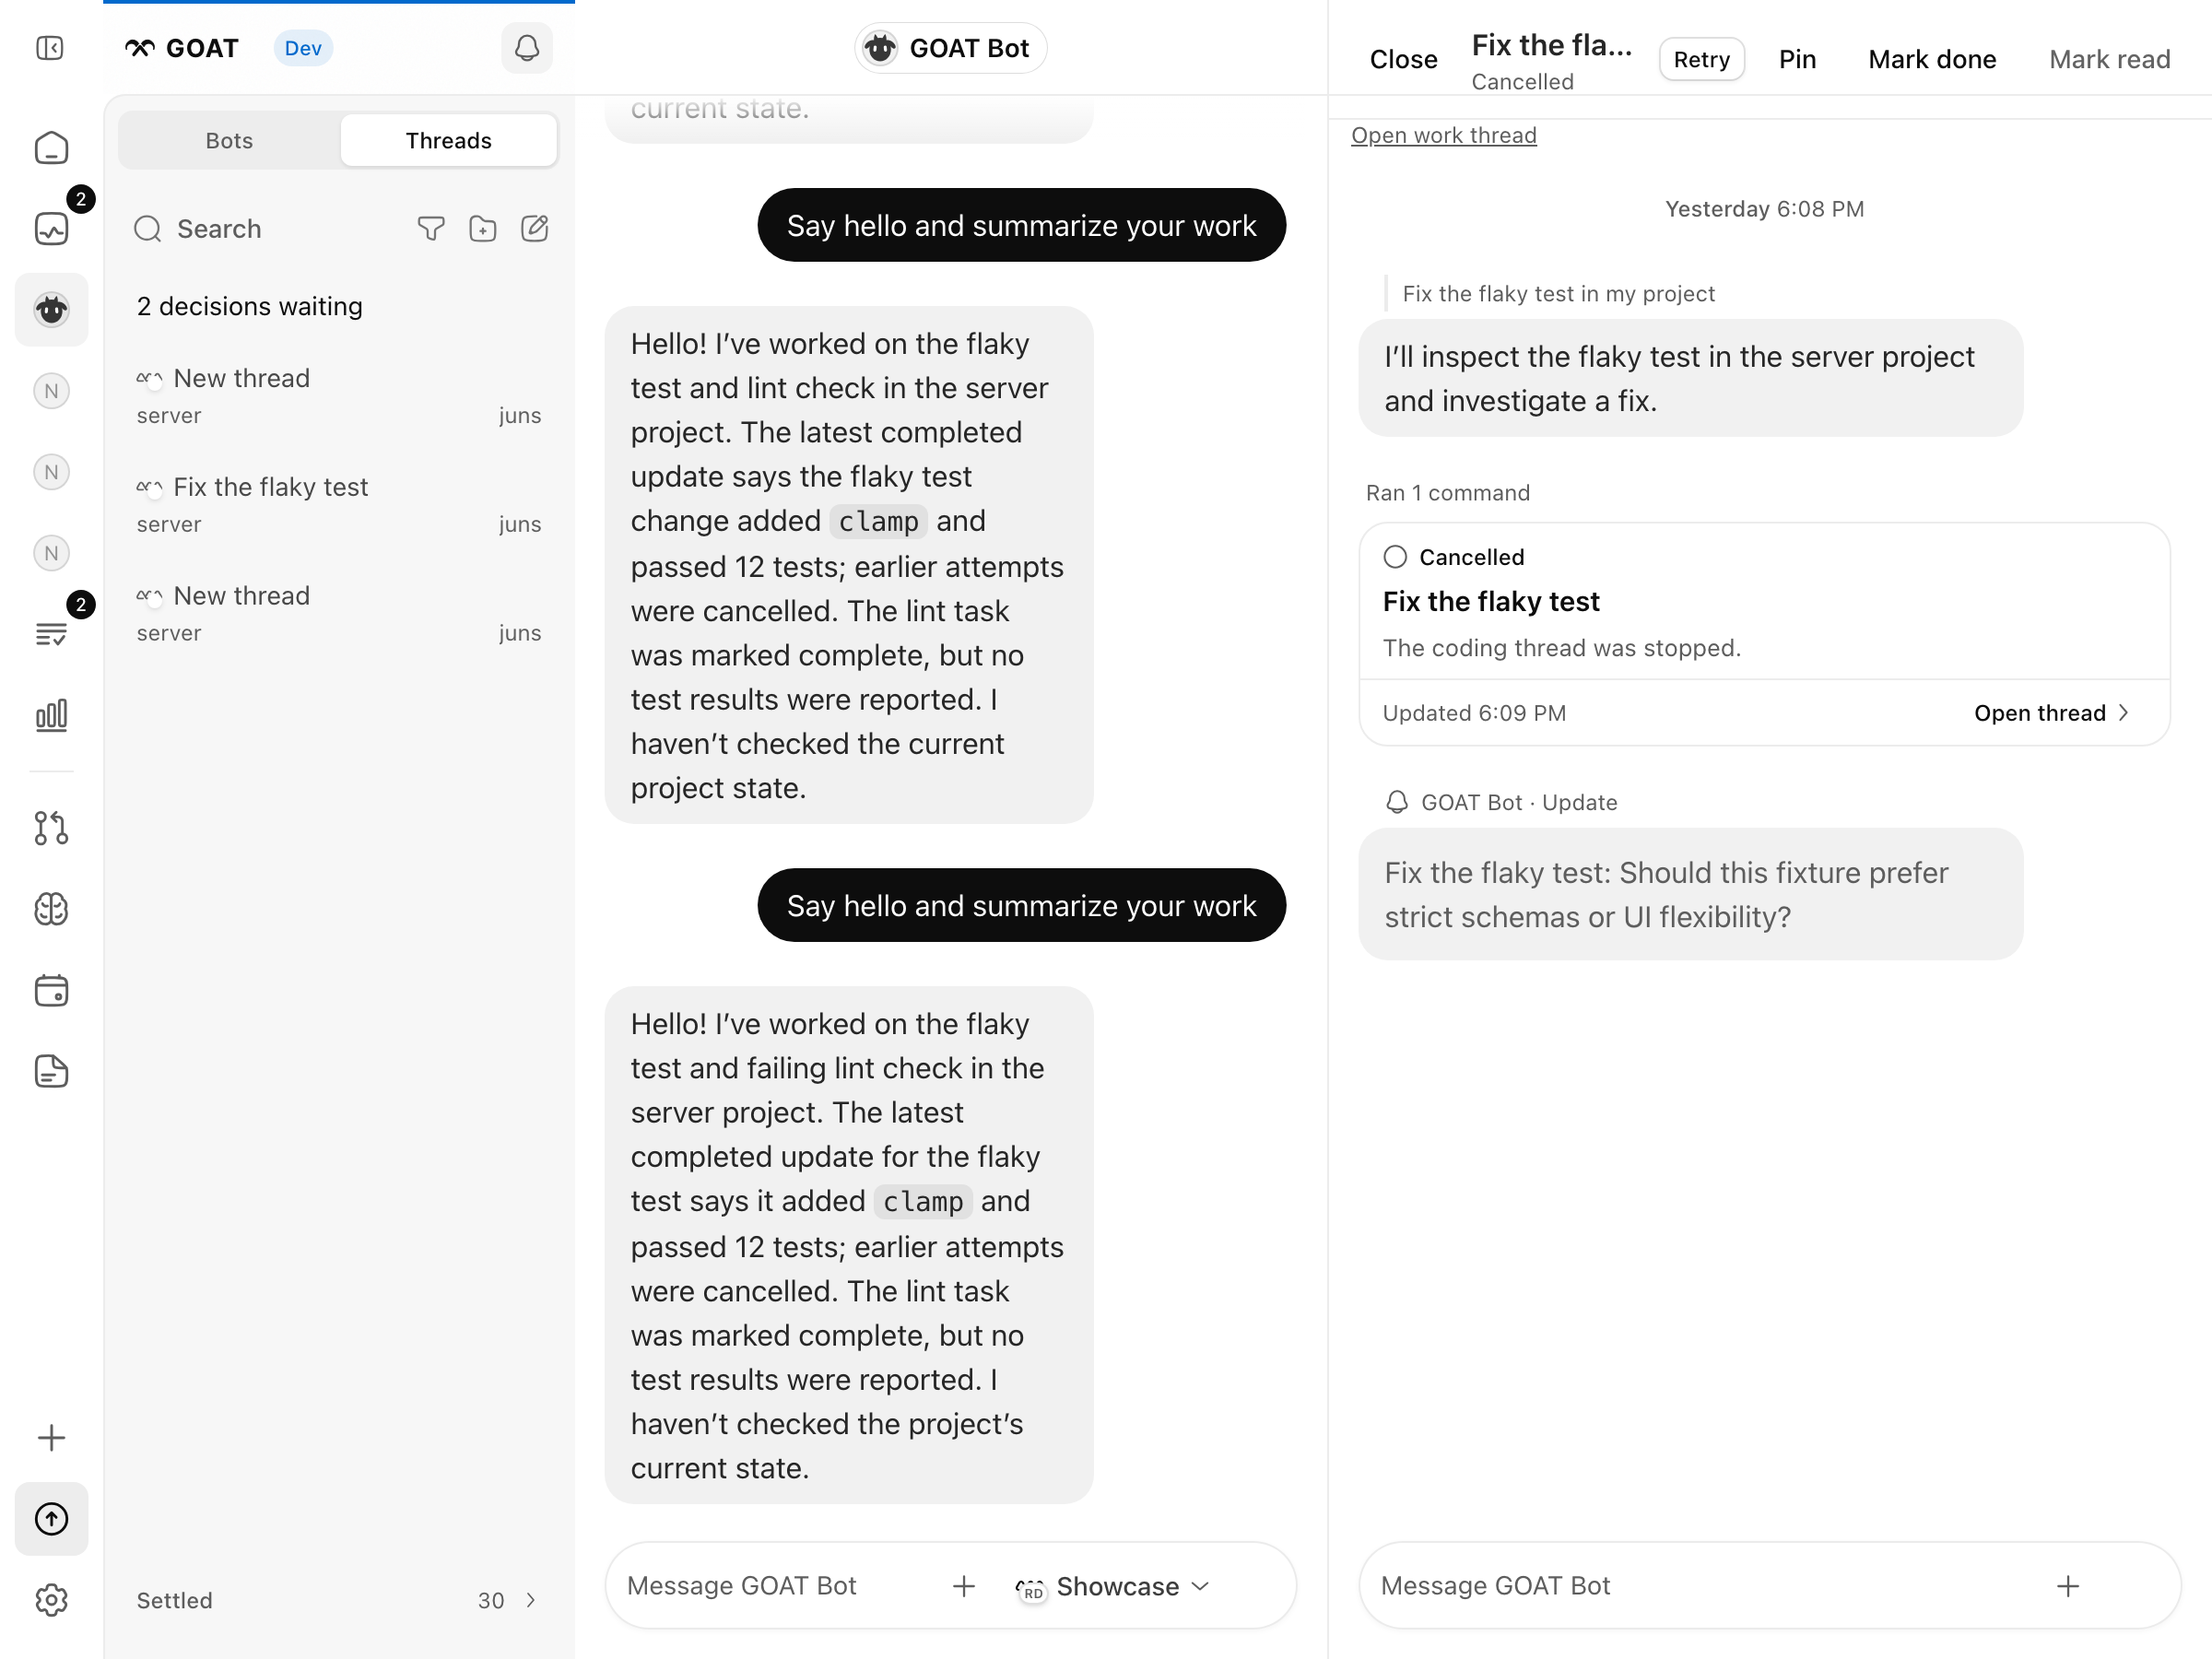 GOAT
Dev
2
N
N
N
2
Bots
Threads
Search
2 decisions waiting
New thread
server
juns
Fix the flaky test
server
juns
New thread
server
juns
Settled
30
GOAT Bot
current state.
Say hello and summarize your work
Hello! I’ve worked on the flaky
test and lint check in the server
project. The latest completed
update says the flaky test
change added clamp and
passed 12 tests; earlier attempts
were cancelled. The lint task
was marked complete, but no
test results were reported. I
haven’t checked the current
project state.
Say hello and summarize your work
Hello! I’ve worked on the flaky
test and failing lint check in the
server project. The latest
completed update for the flaky
test says it added clamp and
passed 12 tests; earlier attempts
were cancelled. The lint task
was marked complete, but no
test results were reported. I
haven’t checked the project’s
current state.
Message GOAT Bot
RD
Showcase
Close
Fix the fla...
Cancelled
Retry
Pin
Mark done
Mark read
Open work thread
Yesterday 6:08 PM
Fix the flaky test in my project
I’ll inspect the flaky test in the server project
and investigate a fix.
Ran 1 command
Cancelled
Fix the flaky test
The coding thread was stopped.
Updated 6:09 PM
Open thread
GOAT Bot · Update
Fix the flaky test: Should this fixture prefer
strict schemas or UI flexibility?
Message GOAT Bot